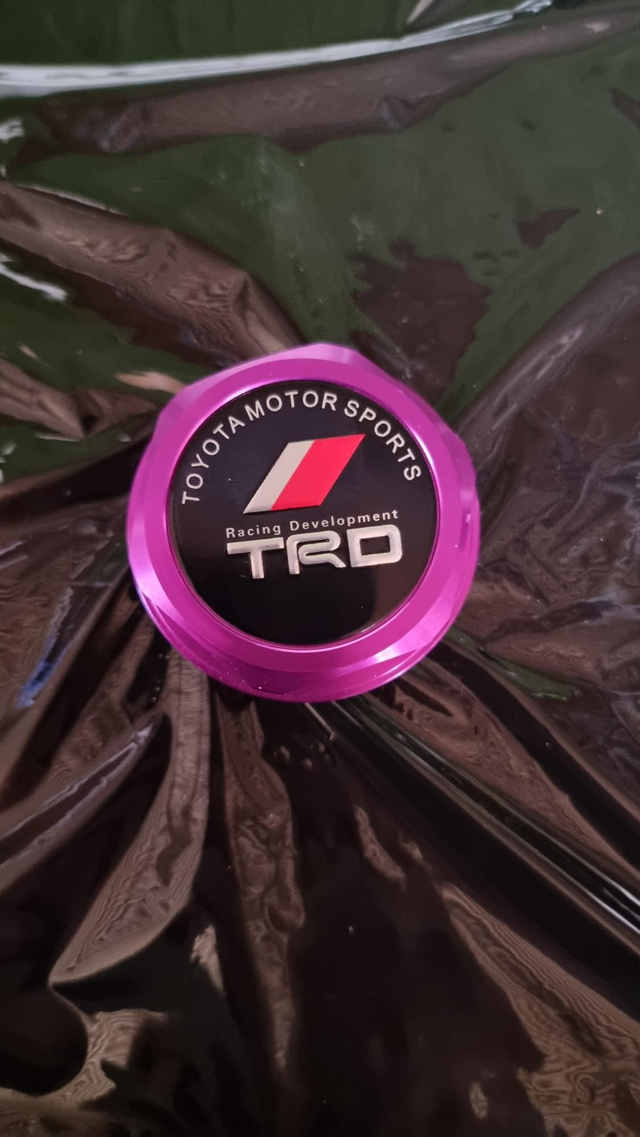 TOYOTA MOTOR SPORTS
Racing Development
TRD